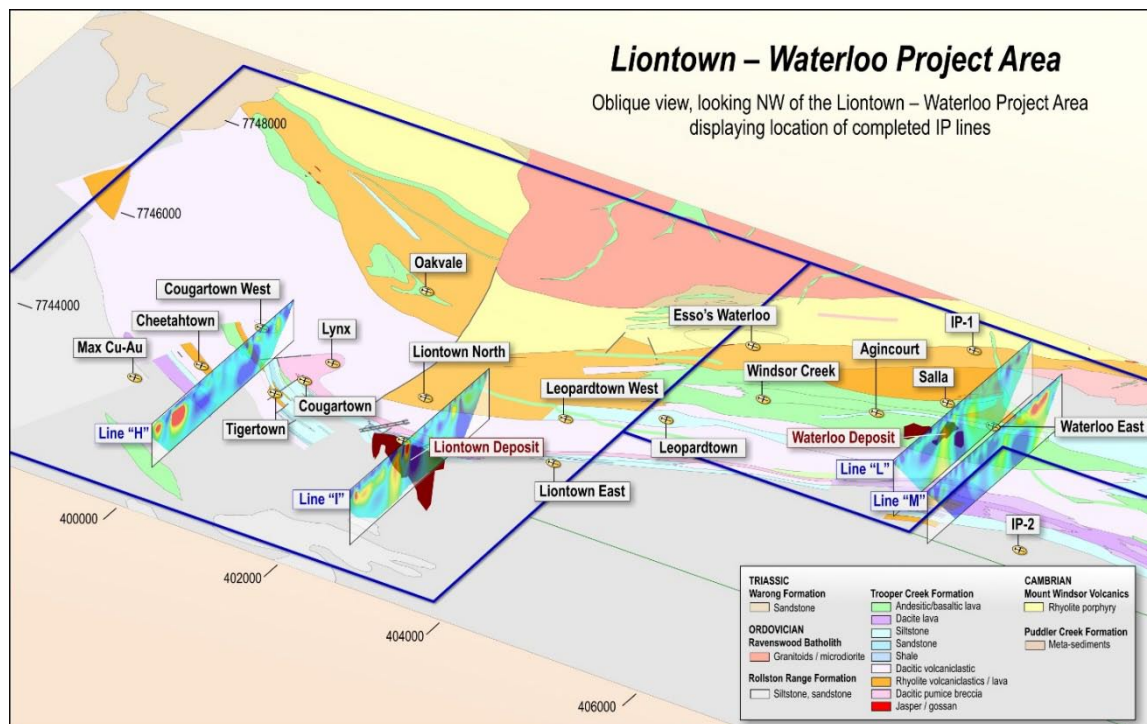 Liontown – Waterloo Project Area
Oblique view, looking NW of the Liontown – Waterloo Project Area
displaying location of completed IP lines
7748000
7746000
7744000
Oakvale
Cougartown West
Cheetahtown
Max Cu-Au
Lynx
Liontown North
Esso's Waterloo
IP-1
Agincourt
Windsor Creek
Salla
Leopardtown West
Cougartown
Tigertown
Line "H"
Liontown Deposit
Leopardtown
Waterloo Deposit
Waterloo East
Line "L"
Line "I"
Liontown East
Line "M"
IP-2
400000
402000
404000
406000
TRIASSIC
Warong Formation
Sandstone
ORDOVICIAN
Ravenswood Batholith
Granitoids / microdiorite
Rollston Range Formation
Siltstone, sandstone
Trooper Creek Formation
Andesitic/basaltic lava
Dacite lava
Siltstone
Sandstone
Shale
Dacitic volcaniclastic
Rhyolite volcaniclastics / lava
Dacitic pumice breccia
Jasper / gossan
CAMBRIAN
Mount Windsor Volcanics
Rhyolite porphyry
Puddler Creek Formation
Meta-sediments